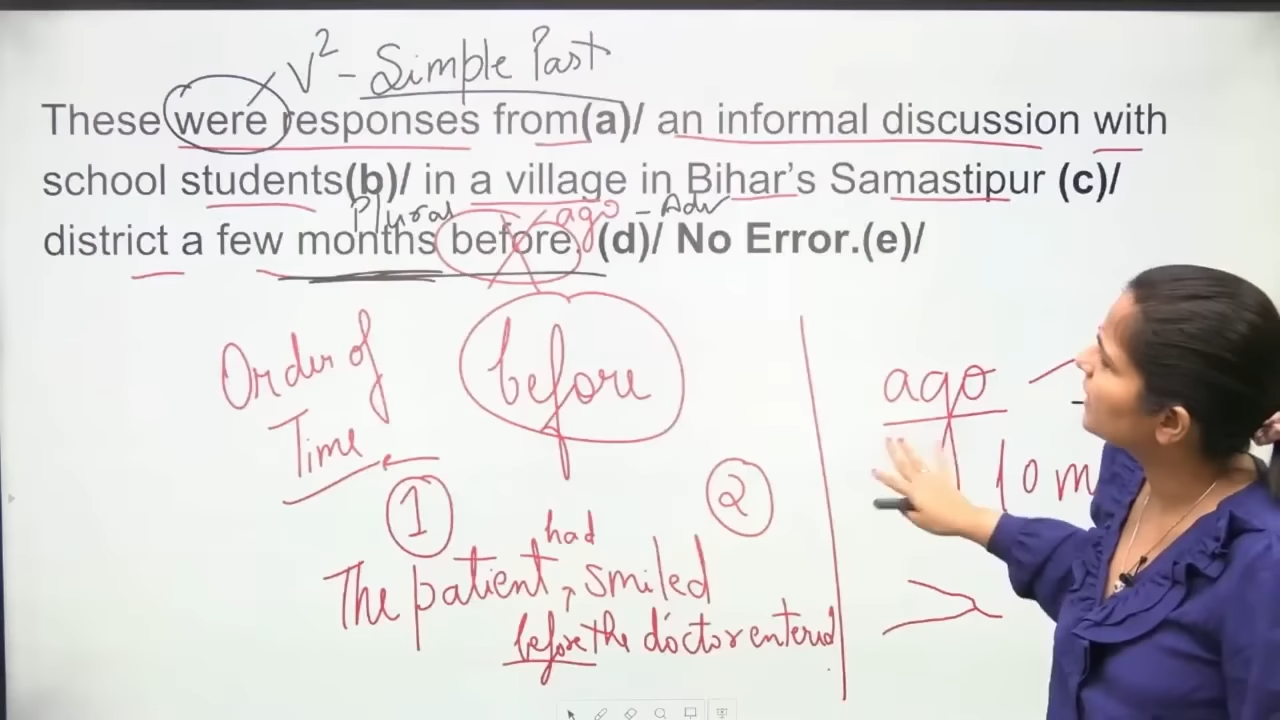 V² - Simple Past
These were responses from(a)/ an informal discussion with
school students(b)/ in a village in Bihar's Samastipur (c)/
Plural ago - Adv
district a few months before. (d)/ No Error.(e)/
Order of
Time
before
ago
10 m
1
2
had
The patient, smiled
before the doctor entered